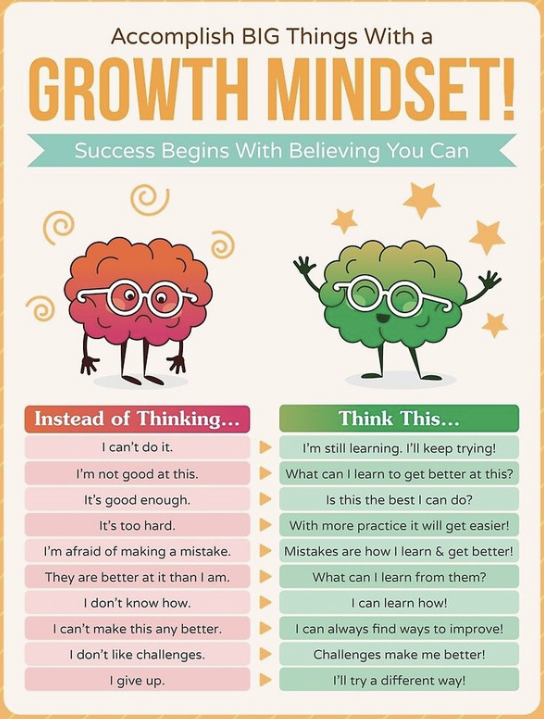 Accomplish BIG Things With a
GROWTH MINDSET!
Success Begins With Believing You Can
Instead of Thinking...
Think This...
I can't do it.
I'm still learning. I'll keep trying!
I'm not good at this.
What can I learn to get better at this?
It's good enough.
Is this the best I can do?
It's too hard.
With more practice it will get easier!
I'm afraid of making a mistake.
Mistakes are how I learn & get better!
They are better at it than I am.
What can I learn from them?
I don't know how.
I can learn how!
I can't make this any better.
I can always find ways to improve!
I don't like challenges.
Challenges make me better!
I give up.
I'll try a different way!